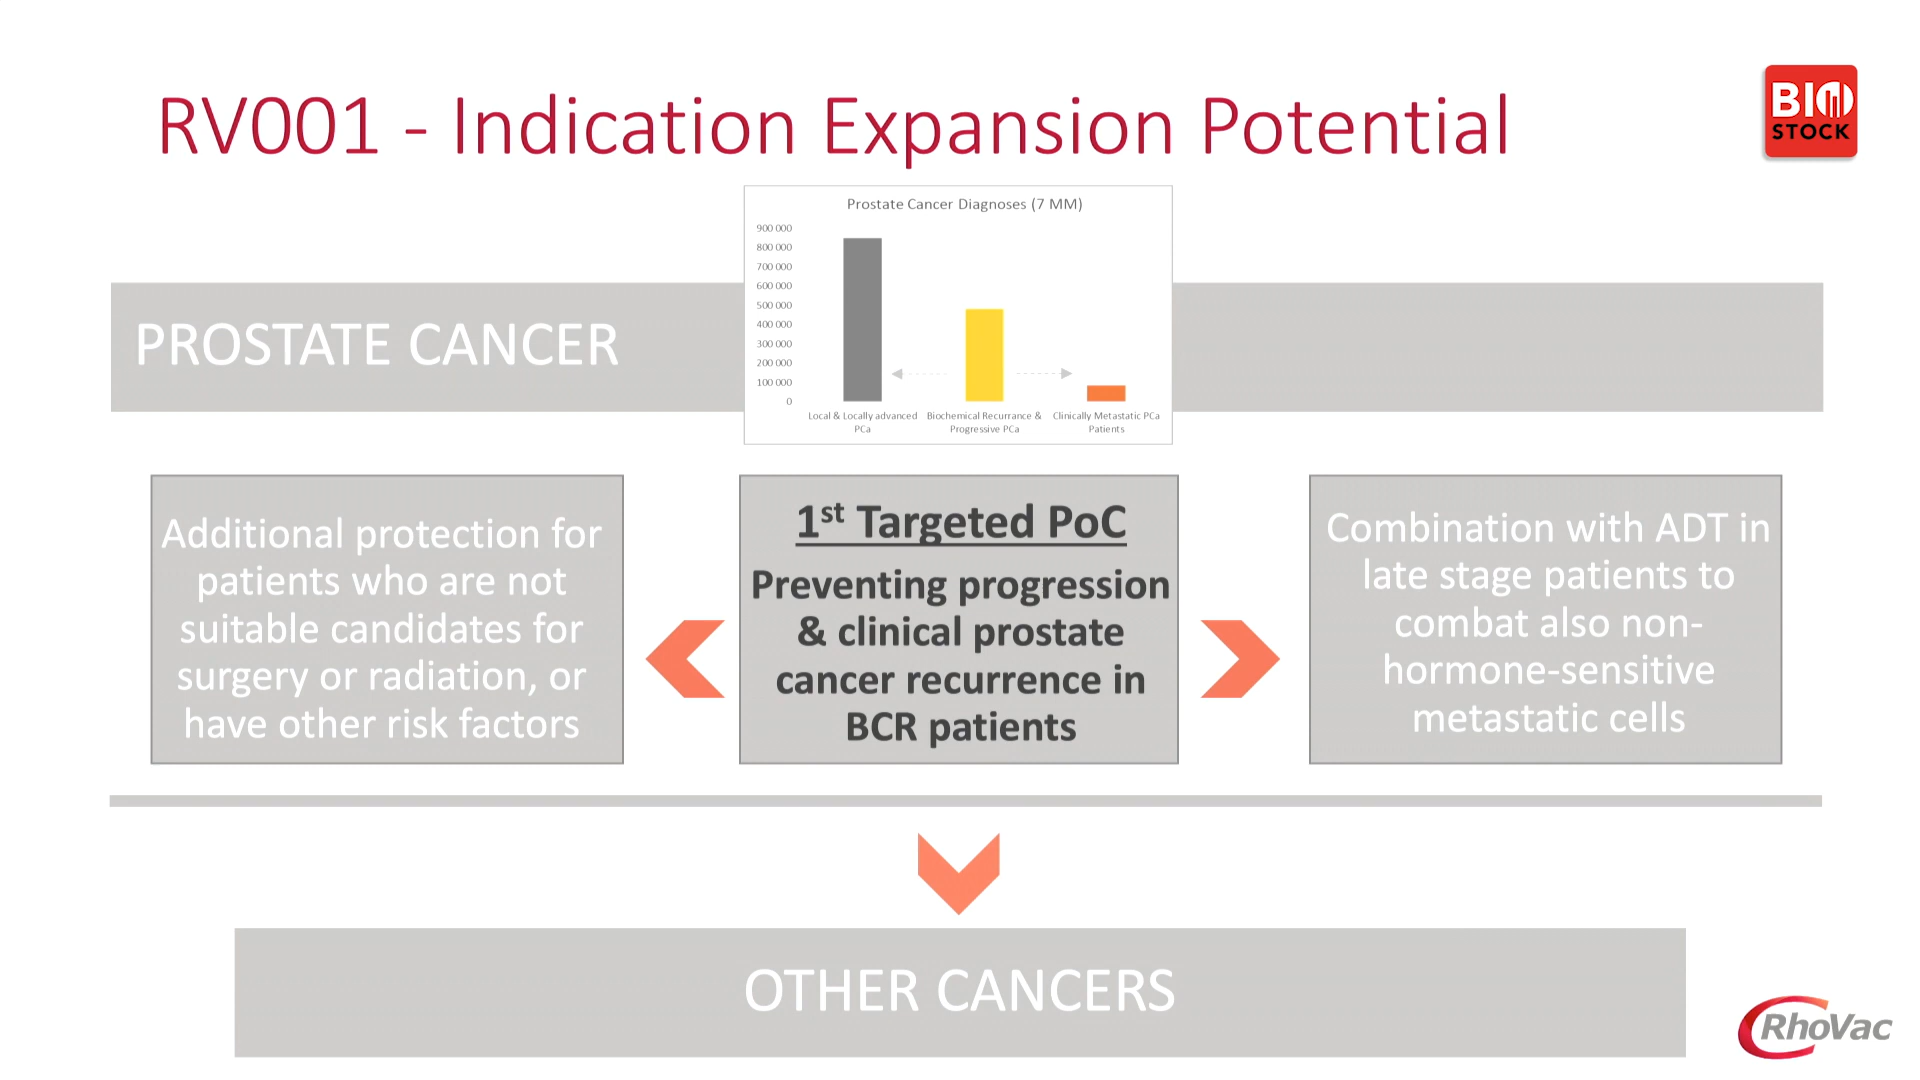 RV001 - Indication Expansion Potential
BIO
STOCK
Prostate Cancer Diagnoses (7 MM)
900 000
800 000
700 000
600 000
500 000
400 000
300 000
200 000
100 000
0
Local & Locally advanced
PCa
Biochemical Recurrance &
Progressive PCa
Clinically Metastatic PCa
Patients
PROSTATE CANCER
Additional protection for
patients who are not
suitable candidates for
surgery or radiation, or
have other risk factors
1st Targeted PoC
Preventing progression
& clinical prostate
cancer recurrence in
BCR patients
Combination with ADT in
late stage patients to
combat also non-
hormone-sensitive
metastatic cells
OTHER CANCERS
RhoVac